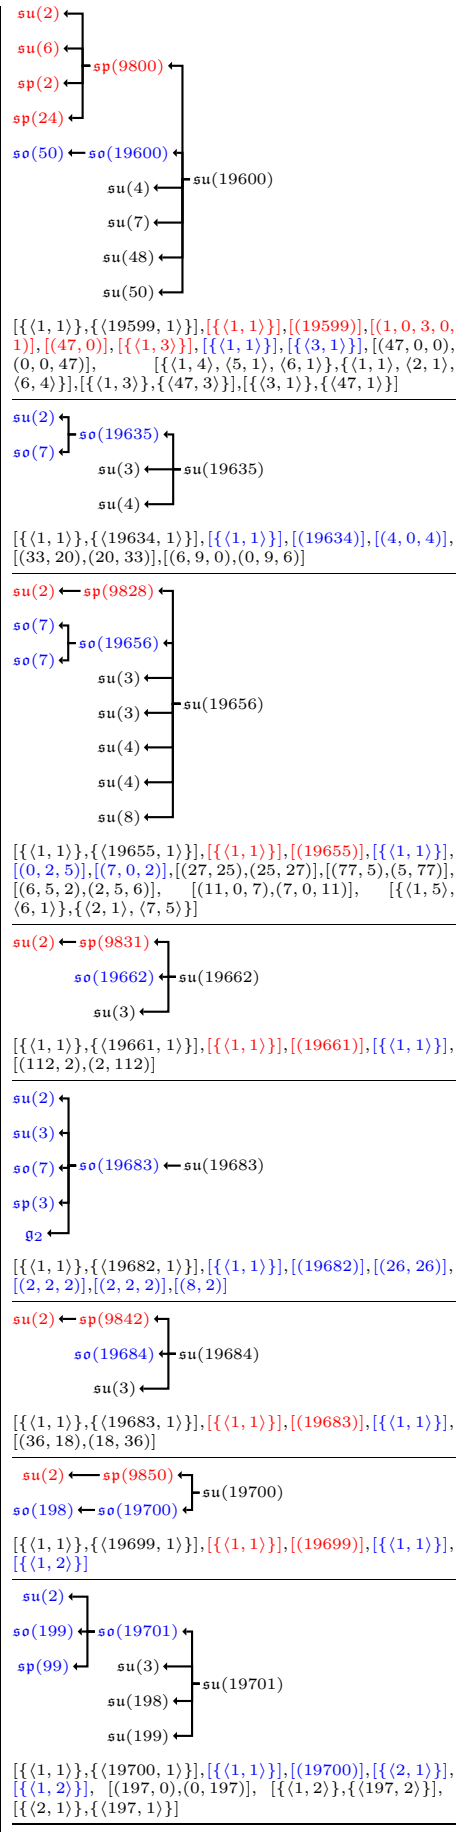 𝔰𝔲(2)
𝔰𝔲(6)
𝔰𝔭(9800)
𝔰𝔭(2)
𝔰𝔭(24)
𝔰𝔬(50) 𝔰𝔬(19600)
𝔰𝔲(19600)
𝔰𝔲(4)
𝔰𝔲(7)
𝔰𝔲(48)
𝔰𝔲(50)
[{⟨1, 1⟩},{⟨19599, 1⟩}],[{⟨1, 1⟩}],[(19599)],[(1, 0, 3, 0,
1)],[(47, 0)],[{⟨1, 3⟩}],[{⟨1, 1⟩}],[{⟨3, 1⟩}],[(47, 0, 0),
(0, 0, 47)], [{⟨1, 4⟩, ⟨5, 1⟩, ⟨6, 1⟩},{⟨1, 1⟩, ⟨2, 1⟩,
⟨6, 4⟩}],[{⟨1, 3⟩},{⟨47, 3⟩}],[{⟨3, 1⟩},{⟨47, 1⟩}]
𝔰𝔲(2)
𝔰𝔬(19635)
𝔰𝔬(7)
𝔰𝔲(3) 𝔰𝔲(19635)
𝔰𝔲(4)
[{⟨1, 1⟩},{⟨19634, 1⟩}],[{⟨1, 1⟩}],[(19634)],[(4, 0, 4)],
[(33, 20),(20, 33)],[(6, 9, 0),(0, 9, 6)]
𝔰𝔲(2) 𝔰𝔭(9828)
𝔰𝔬(7)
𝔰𝔬(19656)
𝔰𝔬(7)
𝔰𝔲(3)
𝔰𝔲(19656)
𝔰𝔲(3)
𝔰𝔲(4)
𝔰𝔲(4)
𝔰𝔲(8)
[{⟨1, 1⟩},{⟨19655, 1⟩}],[{⟨1, 1⟩}],[(19655)],[{⟨1, 1⟩}],
[(0, 2, 5)],[(7, 0, 2)],[(27, 25),(25, 27)],[(77, 5),(5, 77)],
[(6, 5, 2),(2, 5, 6)], [(11, 0, 7),(7, 0, 11)], [{⟨1, 5⟩,
⟨6, 1⟩},{⟨2, 1⟩, ⟨7, 5⟩}]
𝔰𝔲(2) 𝔰𝔭(9831)
𝔰𝔬(19662) 𝔰𝔲(19662)
𝔰𝔲(3)
[{⟨1, 1⟩},{⟨19661, 1⟩}],[{⟨1, 1⟩}],[(19661)],[{⟨1, 1⟩}],
[(112, 2),(2, 112)]
𝔰𝔲(2)
𝔰𝔲(3)
𝔰𝔬(7) 𝔰𝔬(19683) 𝔰𝔲(19683)
𝔰𝔭(3)
𝔤₂
[{⟨1, 1⟩},{⟨19682, 1⟩}],[{⟨1, 1⟩}],[(19682)],[(26, 26)],
[(2, 2, 2)],[(2, 2, 2)],[(8, 2)]
𝔰𝔲(2) 𝔰𝔭(9842)
𝔰𝔬(19684) 𝔰𝔲(19684)
𝔰𝔲(3)
[{⟨1, 1⟩},{⟨19683, 1⟩}],[{⟨1, 1⟩}],[(19683)],[{⟨1, 1⟩}],
[(36, 18),(18, 36)]
𝔰𝔲(2) 𝔰𝔭(9850)
𝔰𝔲(19700)
𝔰𝔬(198) 𝔰𝔬(19700)
[{⟨1, 1⟩},{⟨19699, 1⟩}],[{⟨1, 1⟩}],[(19699)],[{⟨1, 1⟩}],
[{⟨1, 2⟩}]
𝔰𝔲(2)
𝔰𝔬(199) 𝔰𝔬(19701)
𝔰𝔭(99) 𝔰𝔲(3)
𝔰𝔲(19701)
𝔰𝔲(198)
𝔰𝔲(199)
[{⟨1, 1⟩},{⟨19700, 1⟩}],[{⟨1, 1⟩}],[(19700)],[{⟨2, 1⟩}],
[{⟨1, 2⟩}], [(197, 0),(0, 197)], [{⟨1, 2⟩},{⟨197, 2⟩}],
[{⟨2, 1⟩},{⟨197, 1⟩}]